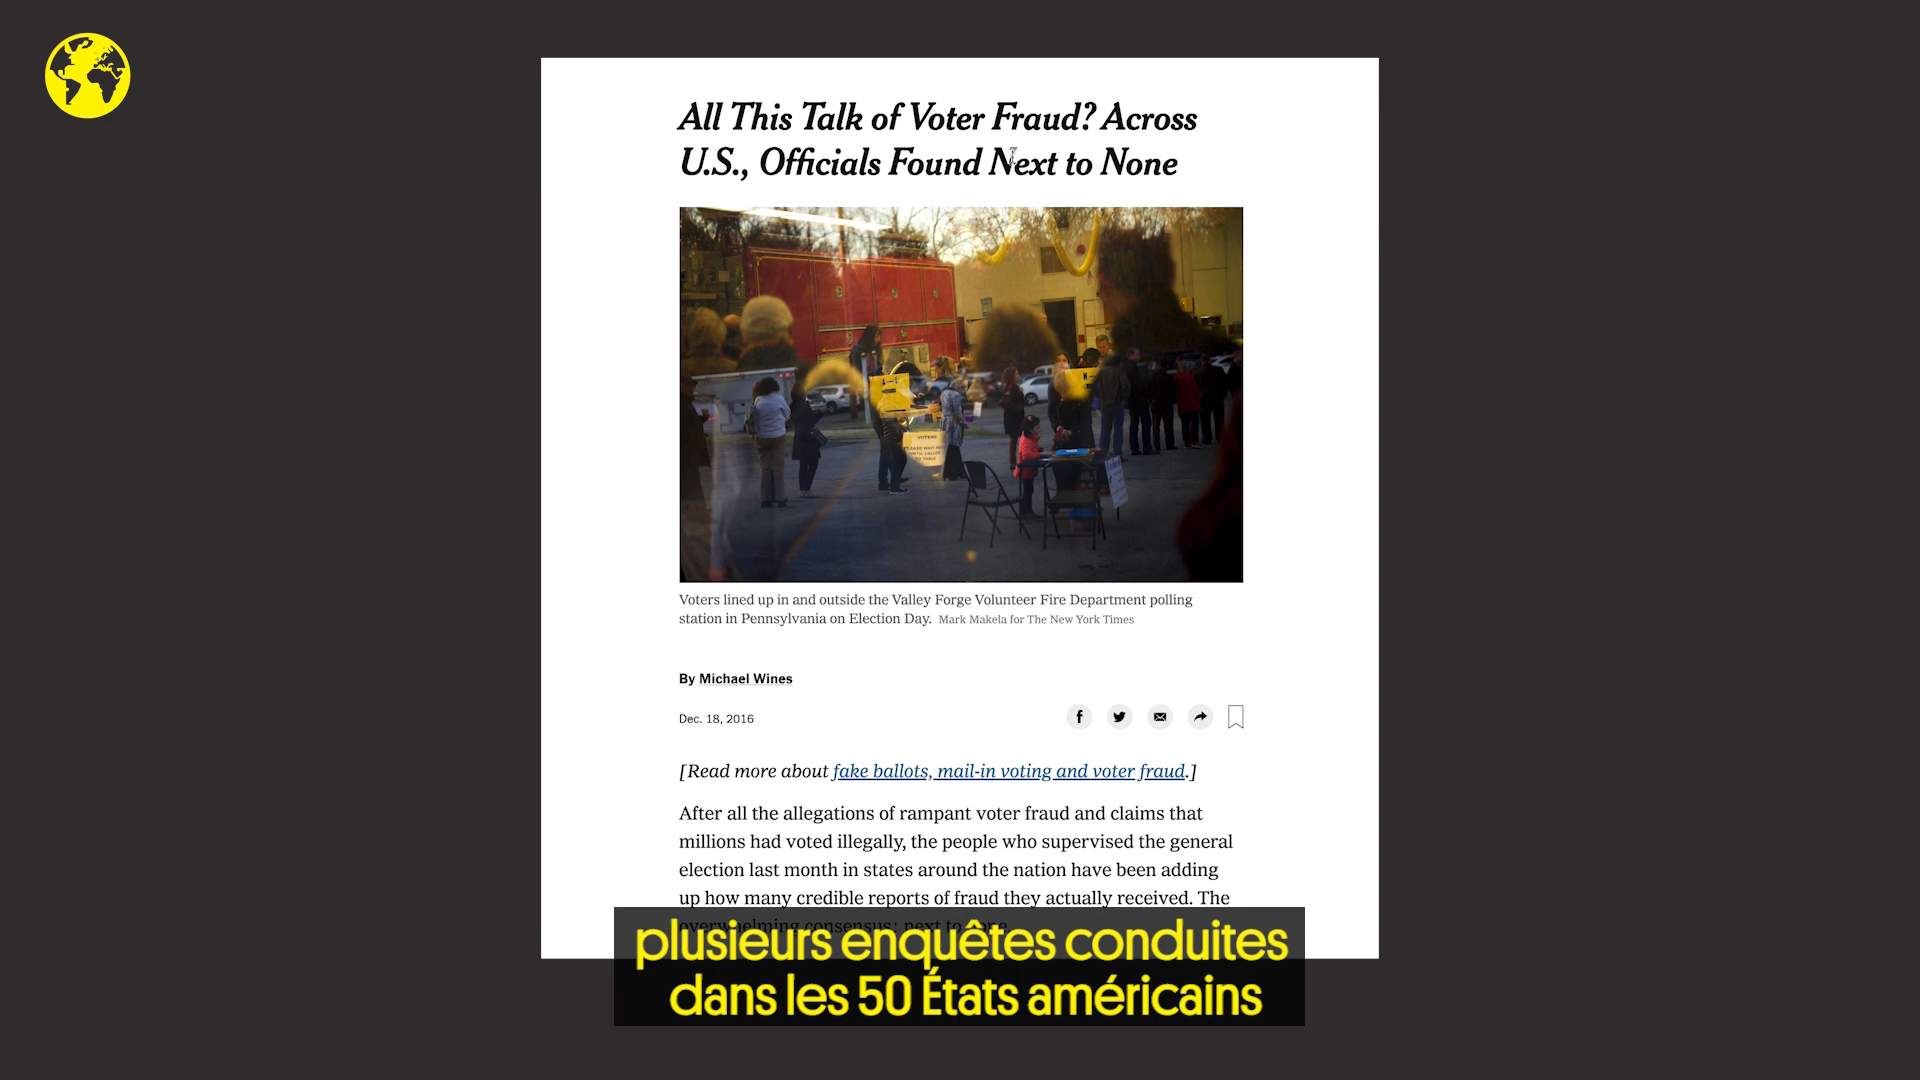 All This Talk of Voter Fraud? Across
U.S., Officials Found Next to None
VOTERS
Voters lined up in and outside the Valley Forge Volunteer Fire Department polling
station in Pennsylvania on Election Day. Mark Makela for The New York Times
By Michael Wines
Dec. 18, 2016
[Read more about fake ballots, mail-in voting and voter fraud.]
After all the allegations of rampant voter fraud and claims that
millions had voted illegally, the people who supervised the general
election last month in states around the nation have been adding
up how many credible reports of fraud they actually received. The
overwhelming consensus: next to none.
plusieurs enquêtes conduites
dans les 50 États américains